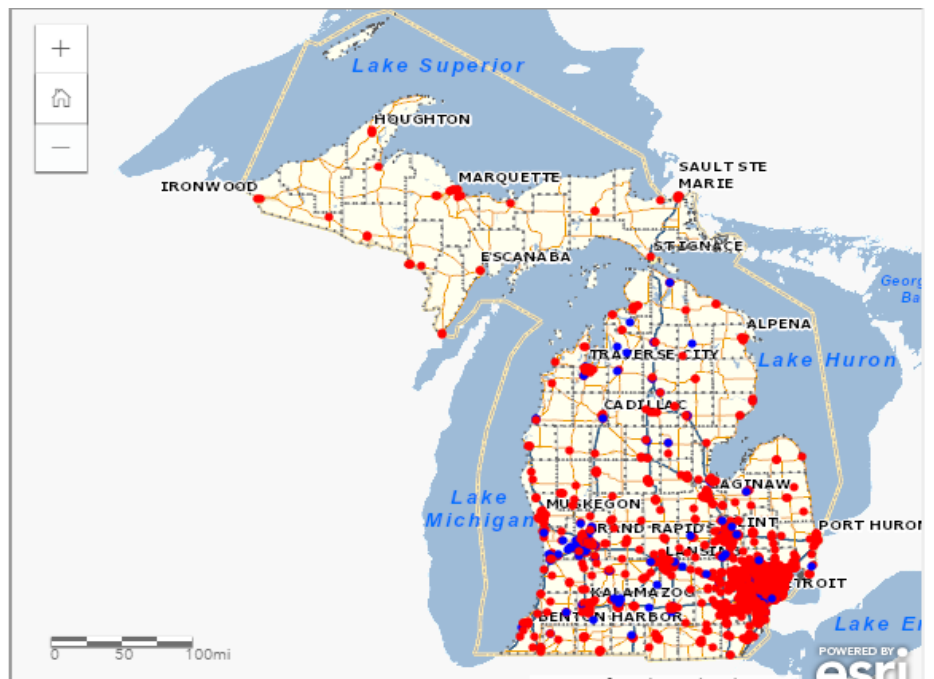 +
−
Lake Superior
HOUGHTON
IRONWOOD
MARQUETTE
SAULT STE
MARIE
ST IGNACE
ESCANABA
Georg
Ba
ALPENA
TRAVERSE CITY
Lake Huron
CADILLAC
SAGINAW
Lake
Michigan
MUSKEGON
GRAND RAPIDS
FLINT
PORT HURON
LANSING
DETROIT
KALAMAZOO
BENTON HARBOR
Lake Er
0 50 100mi
POWERED BY
esri